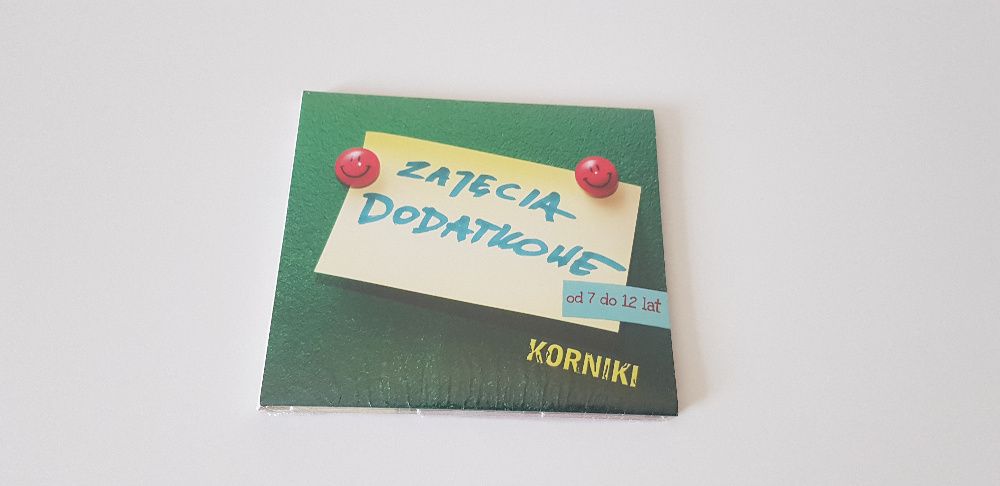 ZAJĘCIA
DODATKOWE
od 7 do 12 lat
KORNIKI